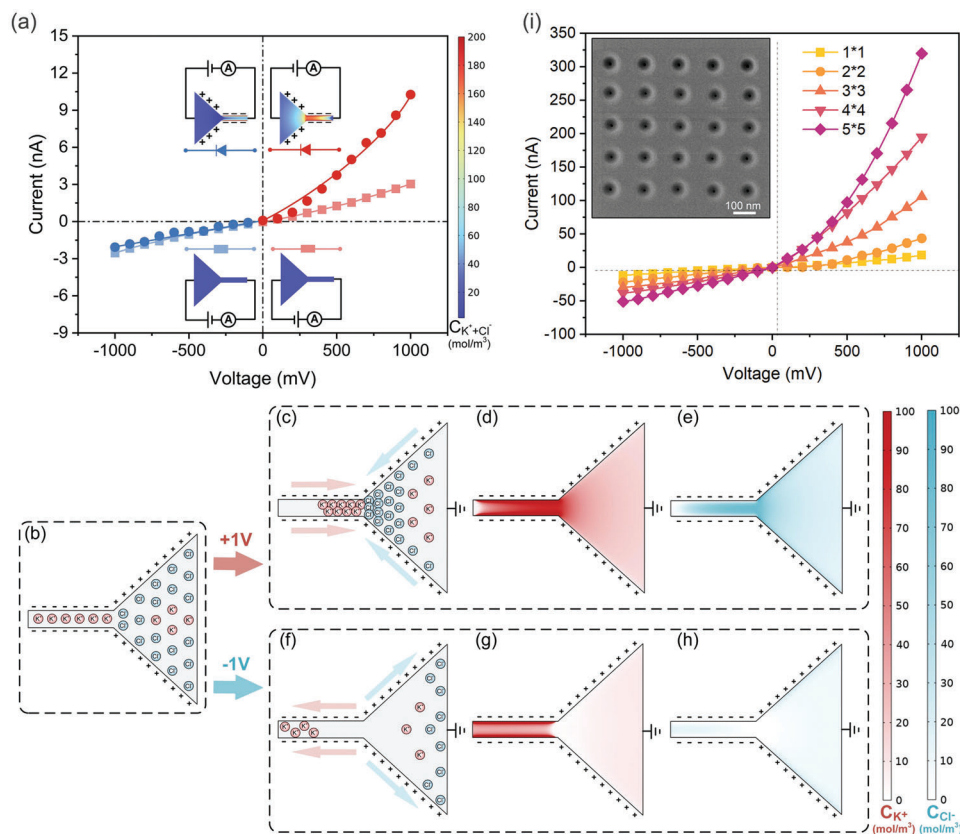 (a)
15
12
9
6
3
0
-3
-6
-9
Current (nA)
-1000
-500
0
500
1000
Voltage (mV)
A
A
A
A
+ + + + + +
+ + + + + +
200
180
160
140
120
100
80
60
40
20
C K⁺+Cl⁻
(mol/m³)
(i)
350
300
250
200
150
100
50
0
-50
-100
Current (nA)
-1000
-500
0
500
1000
Voltage (mV)
1*1
2*2
3*3
4*4
5*5
100 nm
(b)
K⁺ K⁺ K⁺ K⁺ K⁺ K⁺
Cl⁻
+1V
-1V
(c)
(d)
(e)
(f)
(g)
(h)
100
90
80
70
60
50
40
30
20
10
0
C K+
(mol/m³)
100
90
80
70
60
50
40
30
20
10
0
C Cl-
(mol/m³)